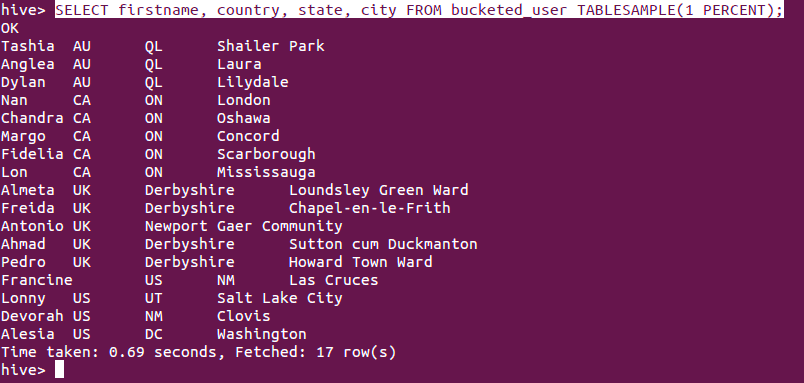 hive> SELECT firstname, country, state, city FROM bucketed_user TABLESAMPLE(1 PERCENT);
OK
Tashia AU QL Shailer Park
Anglea AU QL Laura
Dylan AU QL Lilydale
Nan CA ON London
Chandra CA ON Oshawa
Margo CA ON Concord
Fidelia CA ON Scarborough
Lon CA ON Mississauga
Almeta UK Derbyshire Loundsley Green Ward
Freida UK Derbyshire Chapel-en-le-Frith
Antonio UK Newport Gaer Community
Ahmad UK Derbyshire Sutton cum Duckmanton
Pedro UK Derbyshire Howard Town Ward
Francine US NM Las Cruces
Lonny US UT Salt Lake City
Devorah US NM Clovis
Alesia US DC Washington
Time taken: 0.69 seconds, Fetched: 17 row(s)
hive>